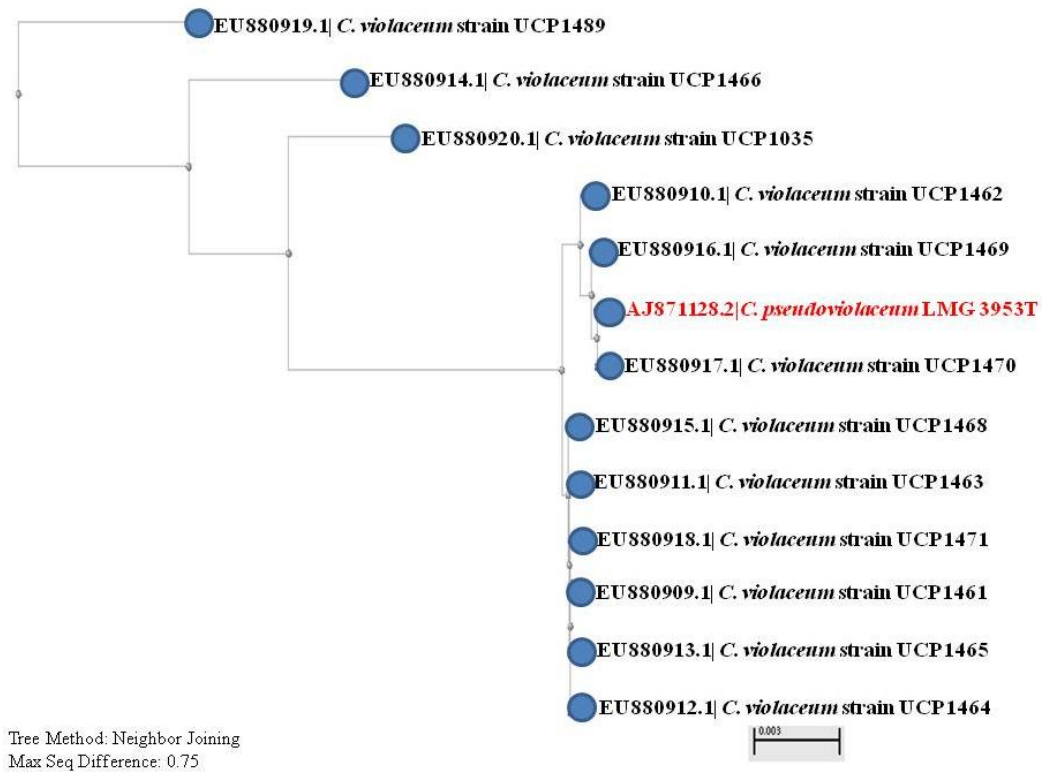 EU880919.1| C. violaceum strain UCP1489
EU880914.1| C. violaceum strain UCP1466
EU880920.1| C. violaceum strain UCP1035
EU880910.1| C. violaceum strain UCP1462
EU880916.1| C. violaceum strain UCP1469
AJ871128.2|C. pseudoviolaceum LMG 3953T
EU880917.1| C. violaceum strain UCP1470
EU880915.1| C. violaceum strain UCP1468
EU880911.1| C. violaceum strain UCP1463
EU880918.1| C. violaceum strain UCP1471
EU880909.1| C. violaceum strain UCP1461
EU880913.1| C. violaceum strain UCP1465
EU880912.1| C. violaceum strain UCP1464
0.003
Tree Method: Neighbor Joining
Max Seq Difference: 0.75